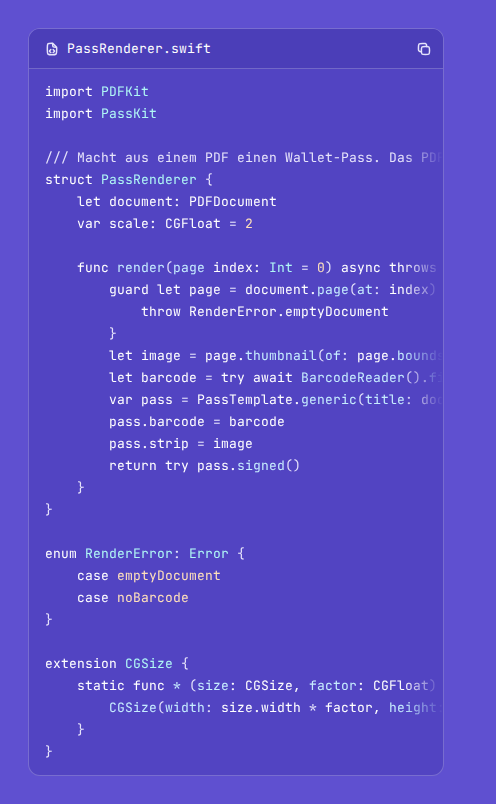 PassRenderer.swift
import PDFKit
import PassKit
/// Macht aus einem PDF einen Wallet-Pass. Das PDF
struct PassRenderer {
    let document: PDFDocument
    var scale: CGFloat = 2
    func render(page index: Int = 0) async throws
        guard let page = document.page(at: index)
            throw RenderError.emptyDocument
        }
        let image = page.thumbnail(of: page.bounds
        let barcode = try await BarcodeReader().
        var pass = PassTemplate.generic(title:
        pass.barcode = barcode
        pass.strip = image
        return try pass.signed()
    }
}
enum RenderError: Error {
    case emptyDocument
    case noBarcode
}
extension CGSize {
    static func * (size: CGSize, factor: CGFloat)
        CGSize(width: size.width * factor, height:
    }
}